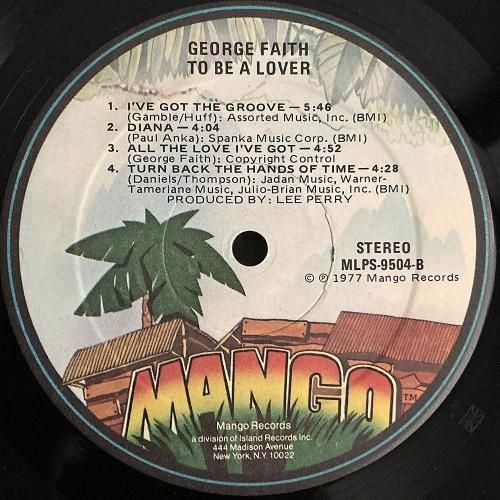 GEORGE FAITH
TO BE A LOVER
1. I'VE GOT THE GROOVE — 5:46
(Gamble/Huff): Assorted Music, Inc. (BMI)
2. DIANA — 4:04
(Paul Anka): Spanka Music Corp. (BMI)
3. ALL THE LOVE I'VE GOT — 4:52
(George Faith): Copyright Control
4. TURN BACK THE HANDS OF TIME — 4:28
(Daniels/Thompson): Jadan Music, Warner-
Tamerlane Music, Julio-Brian Music, Inc. (BMI)
PRODUCED BY: LEE PERRY
STEREO
MLPS-9504-B
© ℗ 1977 Mango Records
MANGO TM
Mango Records
a division of Island Records Inc.
444 Madison Avenue
New York, N.Y 10022